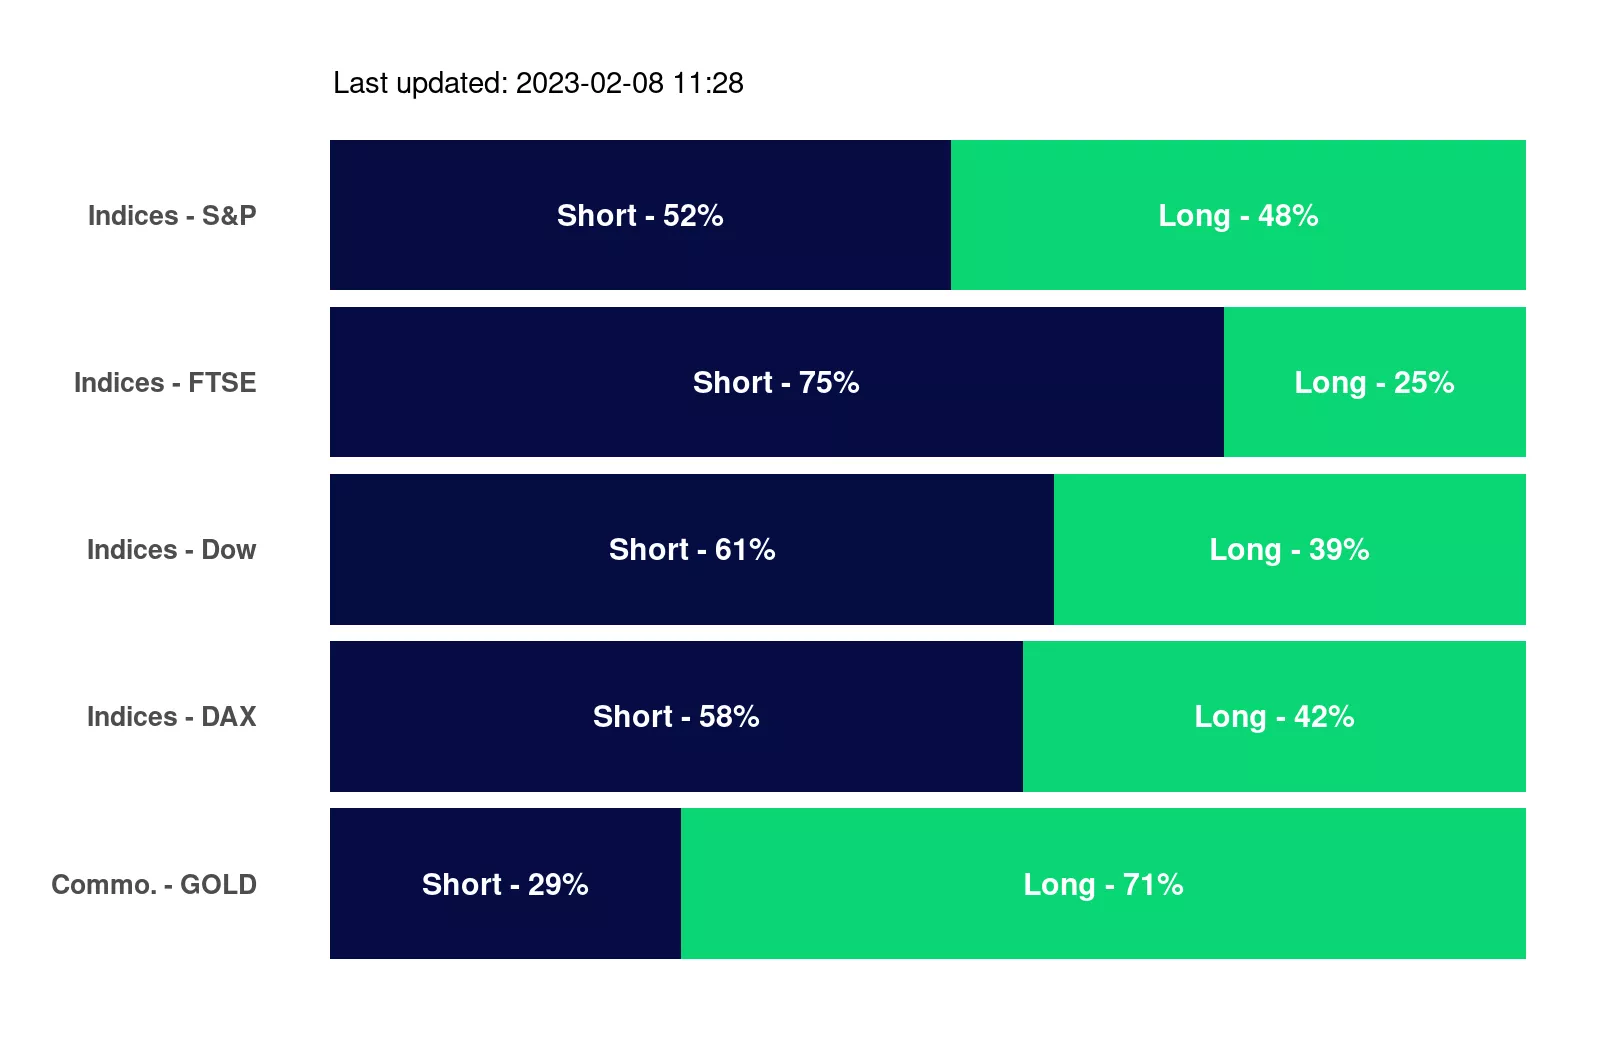 Last updated: 2023-02-08 11:28
Indices - S&P Short - 52% Long - 48%
Indices - FTSE Short - 75% Long - 25%
Indices - Dow Short - 61% Long - 39%
Indices - DAX Short - 58% Long - 42%
Commo. - GOLD Short - 29% Long - 71%